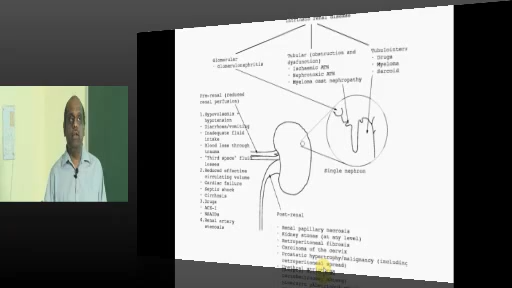 Intrinsic renal disease
Glomerular
- Glomerulonephritis
Tubular (obstruction and
dysfunction)
- Ischaemic ATN
- Nephrotoxic ATN
- Myeloma cast nephropathy
- Drugs
- Myeloma
- Sarcoid
Pre-renal (reduced
renal perfusion)
1.Hypovolaemia +
hypotension
- Diarrhoea/vomiting
- Inadequate fluid
intake
- Blood loss through
trauma
- "Third space" fluid
losses
2.Reduced effective
circulating volume
- Cardiac failure
- Septic shock
- Cirrhosis
3.Drugs
- ACE-I
- NSAIDs
4.Renal artery
stenosis
Single nephron
Post-renal
- Renal papillary necrosis
- Kidney stones (at any level)
- Retroperitoneal fibrosis
- Carcinoma of the cervix
- Prostatic hypertrophy/malignancy (including
retroperitoneal spread)